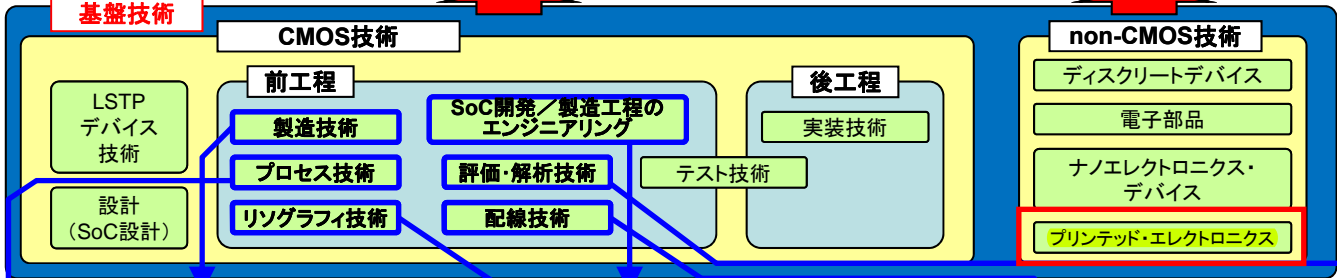 基盤技術
CMOS技術
LSTP
デバイス
技術
設計
（SoC設計）
前工程
製造技術
プロセス技術
リソグラフィ技術
SoC開発／製造工程の
エンジニアリング
評価・解析技術
配線技術
テスト技術
後工程
実装技術
non-CMOS技術
ディスクリートデバイス
電子部品
ナノエレクトロニクス・
デバイス
プリンテッド・エレクトロニクス